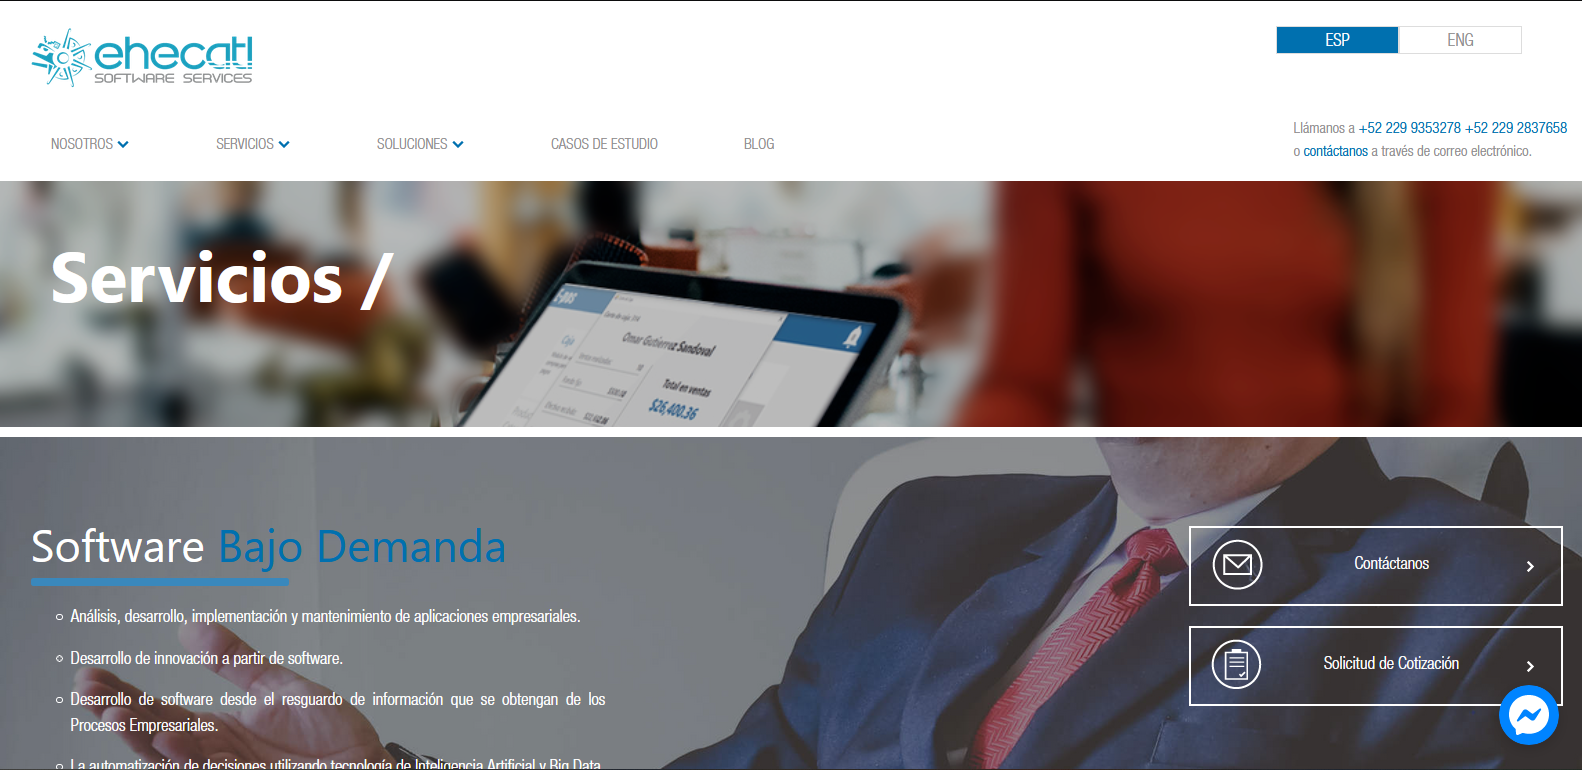 ehecatl
SOFTWARE SERVICES
ESP
ENG
NOSOTROS
SERVICIOS
SOLUCIONES
CASOS DE ESTUDIO
BLOG
Llámanos a +52 229 9353278 +52 229 2837658
o contáctanos a través de correo electrónico.
Servicios /
E-pos
Omar Gutierrez Sandoval
Total en ventas
$26,400.36
Software Bajo Demanda
Análisis, desarrollo, implementación y mantenimiento de aplicaciones empresariales.
Desarrollo de innovación a partir de software.
Desarrollo de software desde el resguardo de información que se obtengan de los
Procesos Empresariales.
La automatización de decisiones utilizando tecnología de Inteligencia Artificial y Big Data
Contáctanos
Solicitud de Cotización